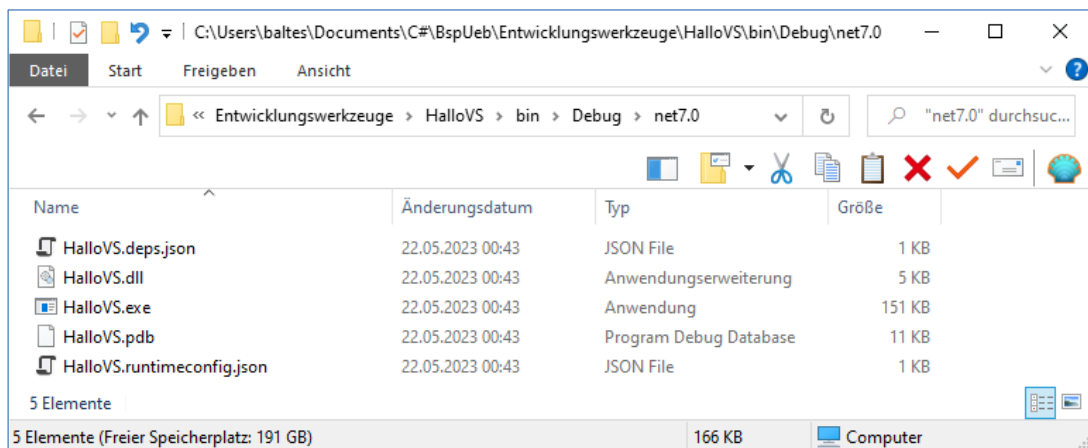 C:\Users\baltes\Documents\C#\BspUeb\Entwicklungswerkzeuge\HalloVS\bin\Debug\net7.0
Datei Start Freigeben Ansicht
« Entwicklungswerkzeuge > HalloVS > bin > Debug > net7.0 "net7.0" durchsuc...
Name Änderungsdatum Typ Größe
HalloVS.deps.json 22.05.2023 00:43 JSON File 1 KB
HalloVS.dll 22.05.2023 00:43 Anwendungserweiterung 5 KB
HalloVS.exe 22.05.2023 00:43 Anwendung 151 KB
HalloVS.pdb 22.05.2023 00:43 Program Debug Database 11 KB
HalloVS.runtimeconfig.json 22.05.2023 00:43 JSON File 1 KB
5 Elemente
5 Elemente (Freier Speicherplatz: 191 GB) 166 KB Computer